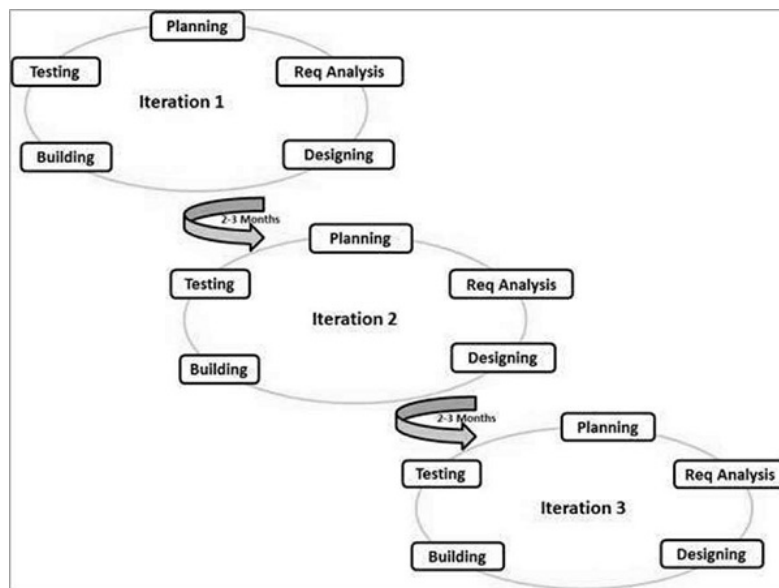 Planning
Testing
Req Analysis
Iteration 1
Building
Designing
2-3 Months
Planning
Testing
Req Analysis
Iteration 2
Building
Designing
2-3 Months
Planning
Testing
Req Analysis
Iteration 3
Building
Designing